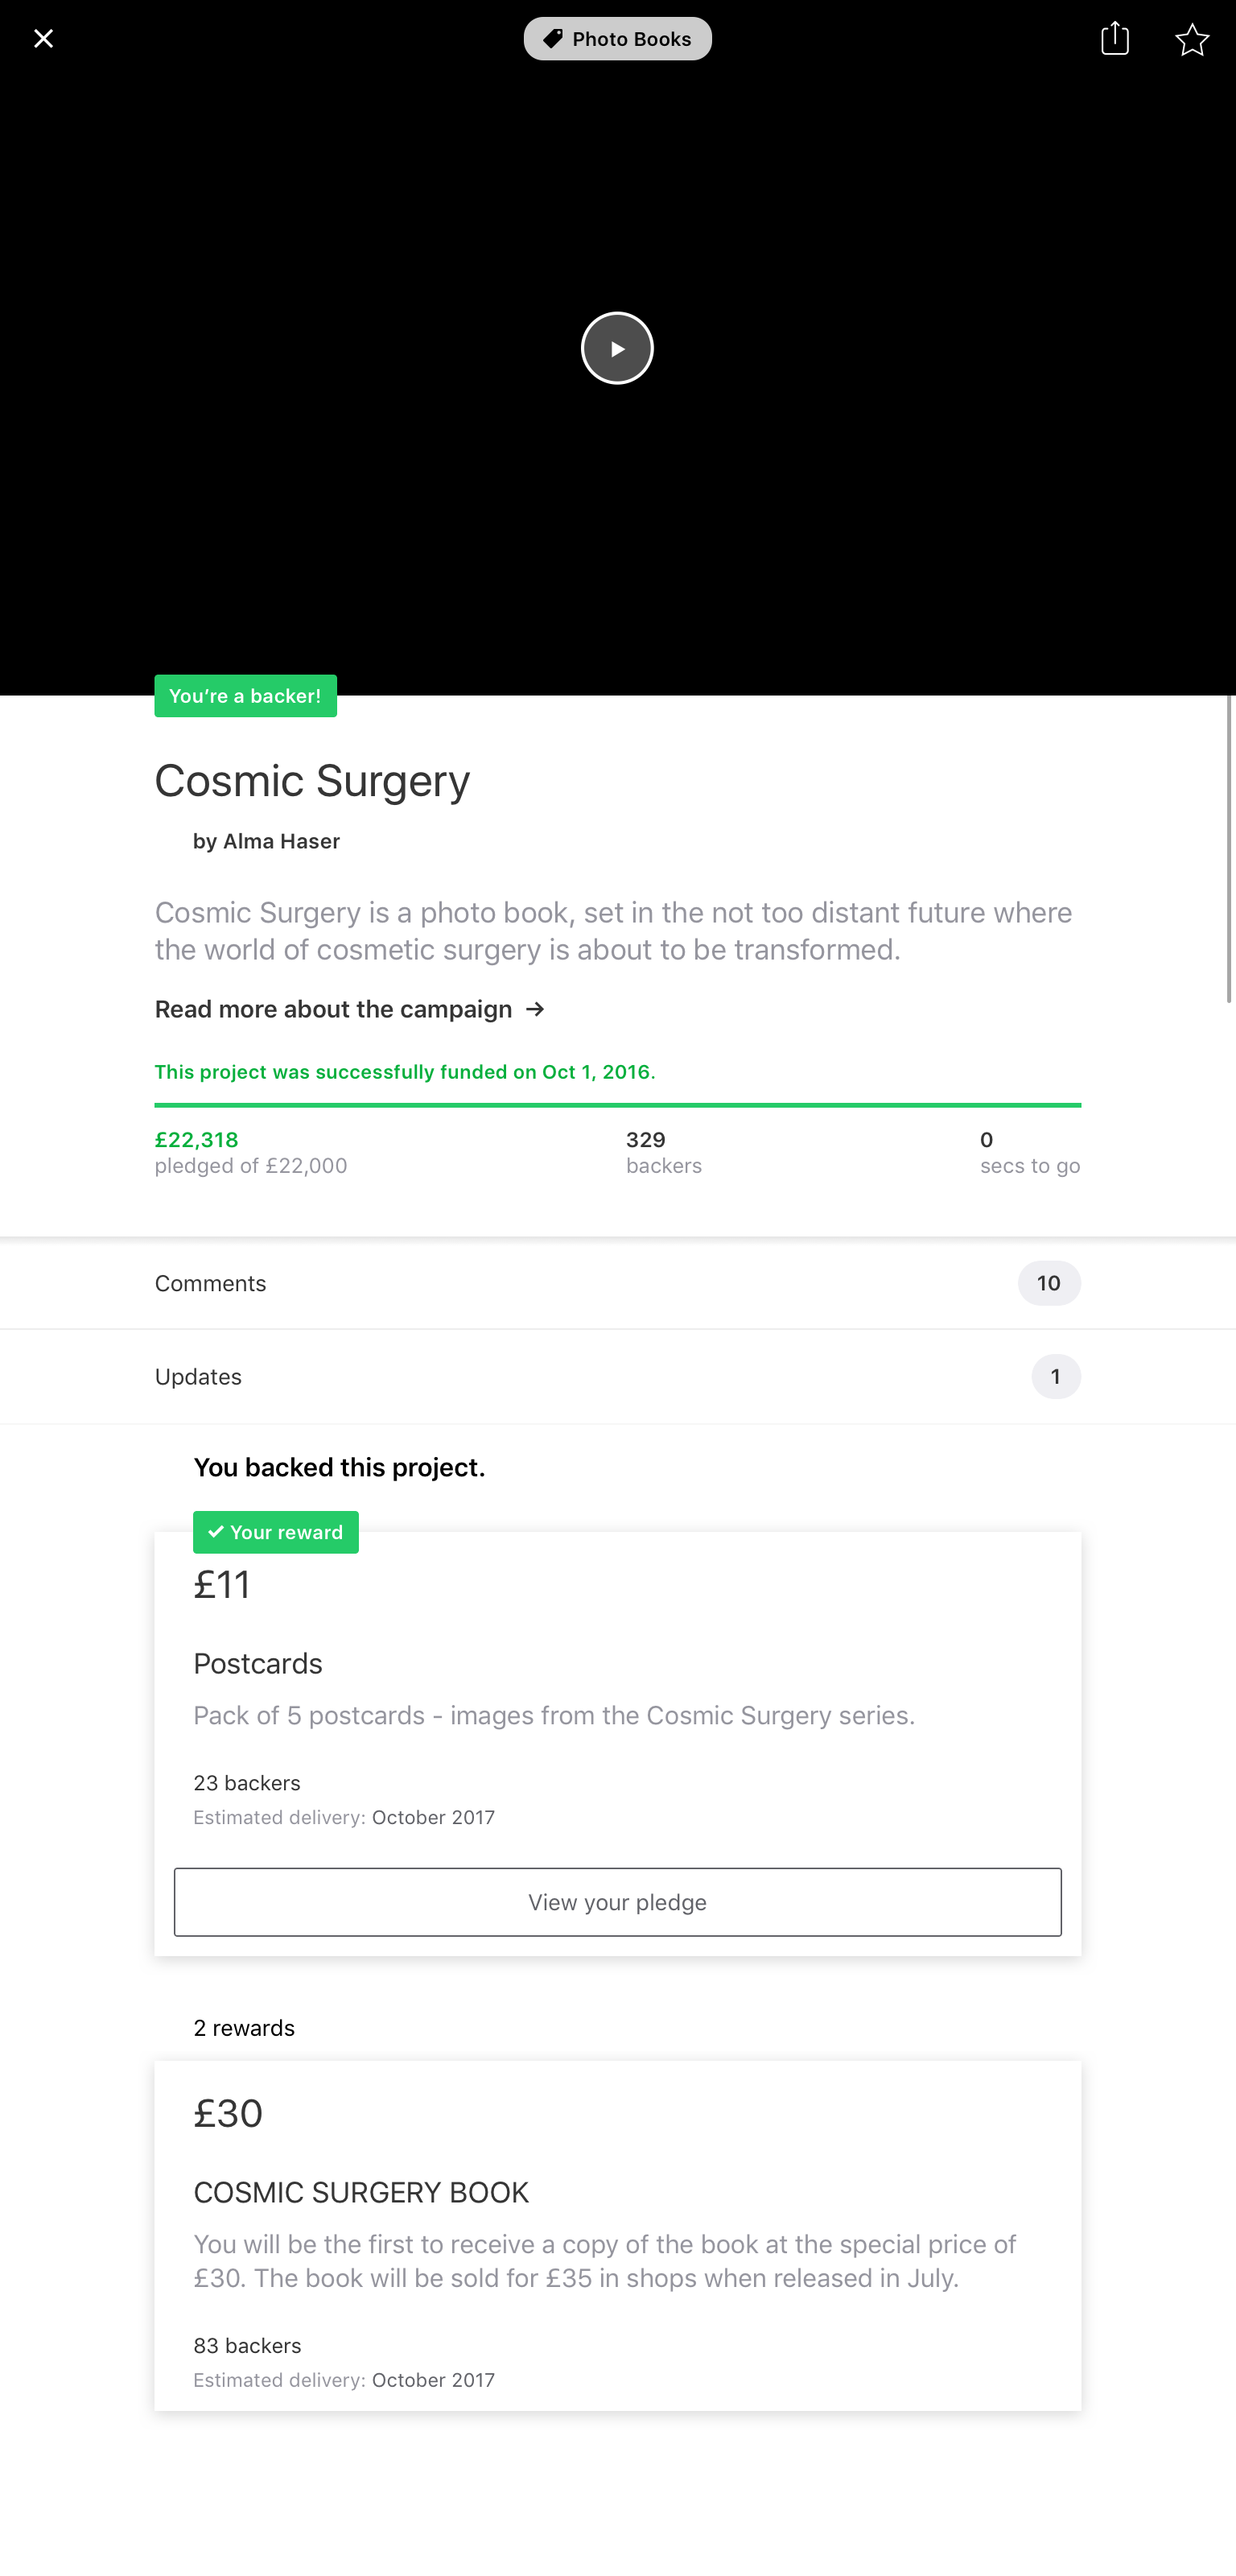 Photo Books
You’re a backer!
Cosmic Surgery
by Alma Haser
Cosmic Surgery is a photo book, set in the not too distant future where
the world of cosmetic surgery is about to be transformed.
Read more about the campaign →
This project was successfully funded on Oct 1, 2016.
£22,318
pledged of £22,000
329
backers
0
secs to go
Comments
10
Updates
1
You backed this project.
Your reward
£11
Postcards
Pack of 5 postcards - images from the Cosmic Surgery series.
23 backers
Estimated delivery: October 2017
View your pledge
2 rewards
£30
COSMIC SURGERY BOOK
You will be the first to receive a copy of the book at the special price of
£30. The book will be sold for £35 in shops when released in July.
83 backers
Estimated delivery: October 2017